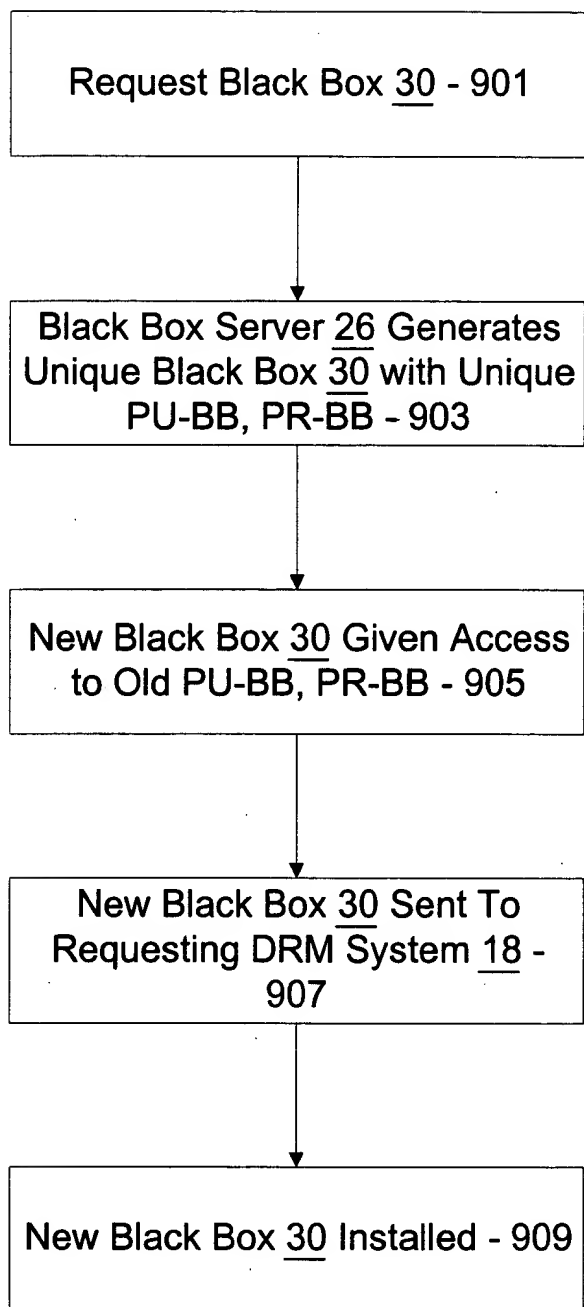 Request Black Box 30 - 901
Black Box Server 26 Generates
Unique Black Box 30 with Unique
PU-BB, PR-BB - 903
New Black Box 30 Given Access
to Old PU-BB, PR-BB - 905
New Black Box 30 Sent To
Requesting DRM System 18 -
907
New Black Box 30 Installed - 909